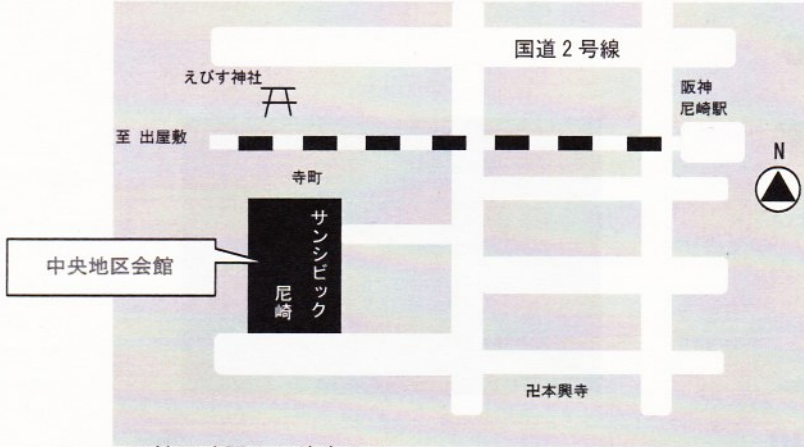 国道２号線
えびす神社
阪神
尼崎駅
至 出屋敷
N
寺町
サンシビック
尼崎
中央地区会館
卍本興寺